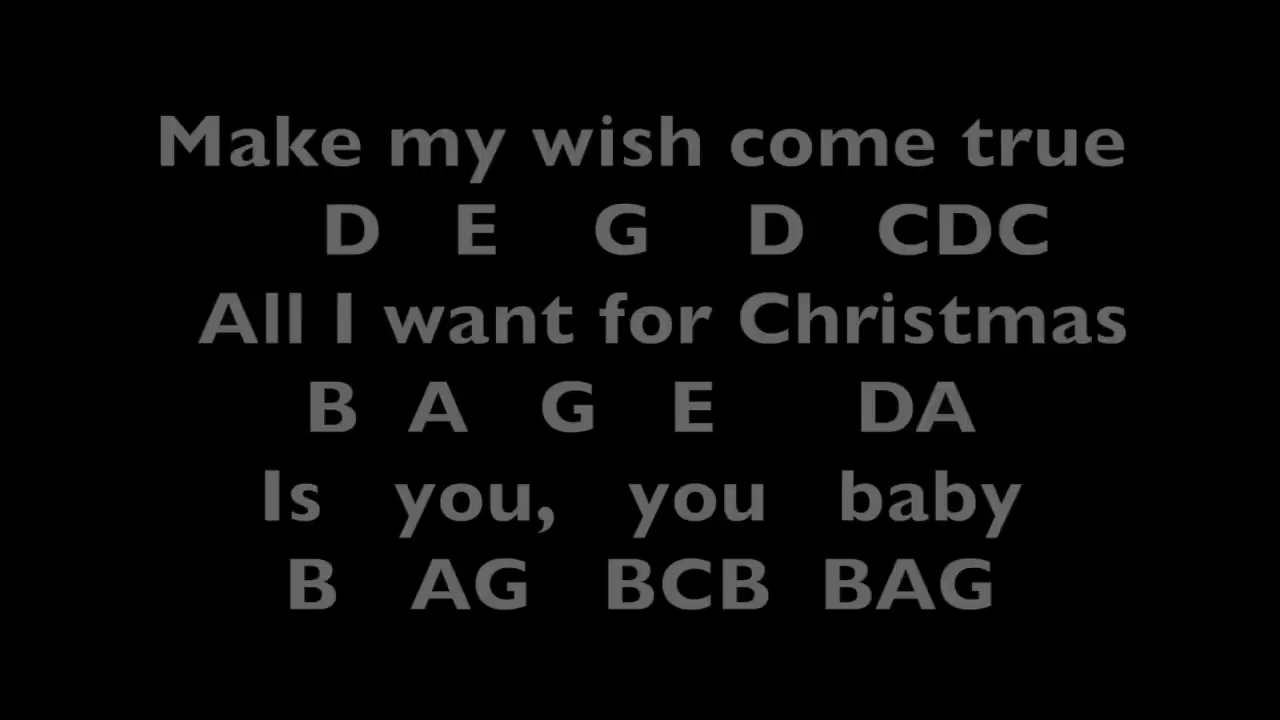 Make my wish come true
D E G D CDC
All I want for Christmas
B A G E DA
Is you, you baby
B AG BCB BAG